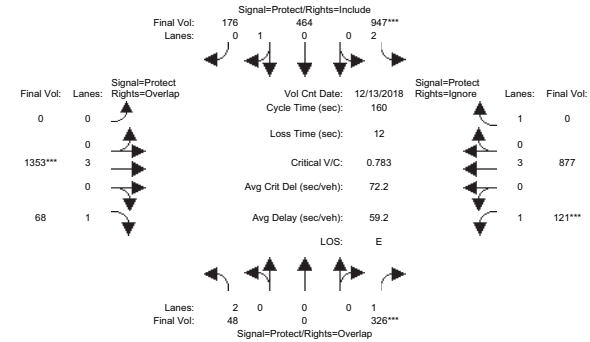 Signal=Protect/Rights=Include
Final Vol: 176 464 947***
Lanes: 0 1 0 0 2
Signal=Protect Signal=Protect
Final Vol: Lanes: Rights=Overlap Vol Cnt Date: 12/13/2018 Rights=Ignore Lanes: Final Vol:
Cycle Time (sec): 160
0 0 1 0
Loss Time (sec): 12
0 0
1353*** 3 Critical V/C: 0.783 3 877
0 Avg Crit Del (sec/veh): 72.2 0
68 1 Avg Delay (sec/veh): 59.2 1 121***
LOS: E
Lanes: 2 0 0 0 1
Final Vol: 48 0 326***
Signal=Protect/Rights=Overlap